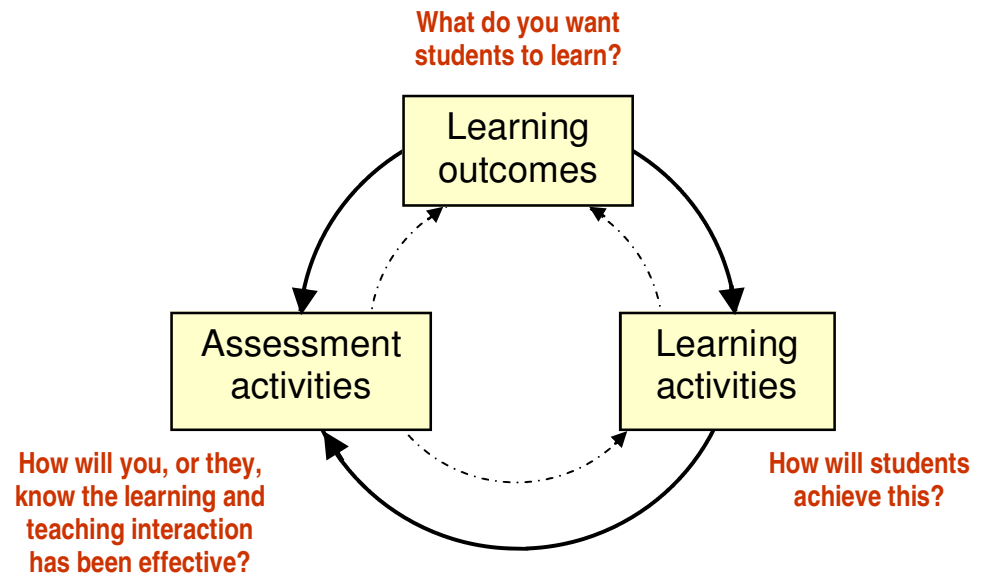 What do you want
students to learn?
Learning
outcomes
Assessment
activities
Learning
activities
How will you, or they,
know the learning and
teaching interaction
has been effective?
How will students
achieve this?